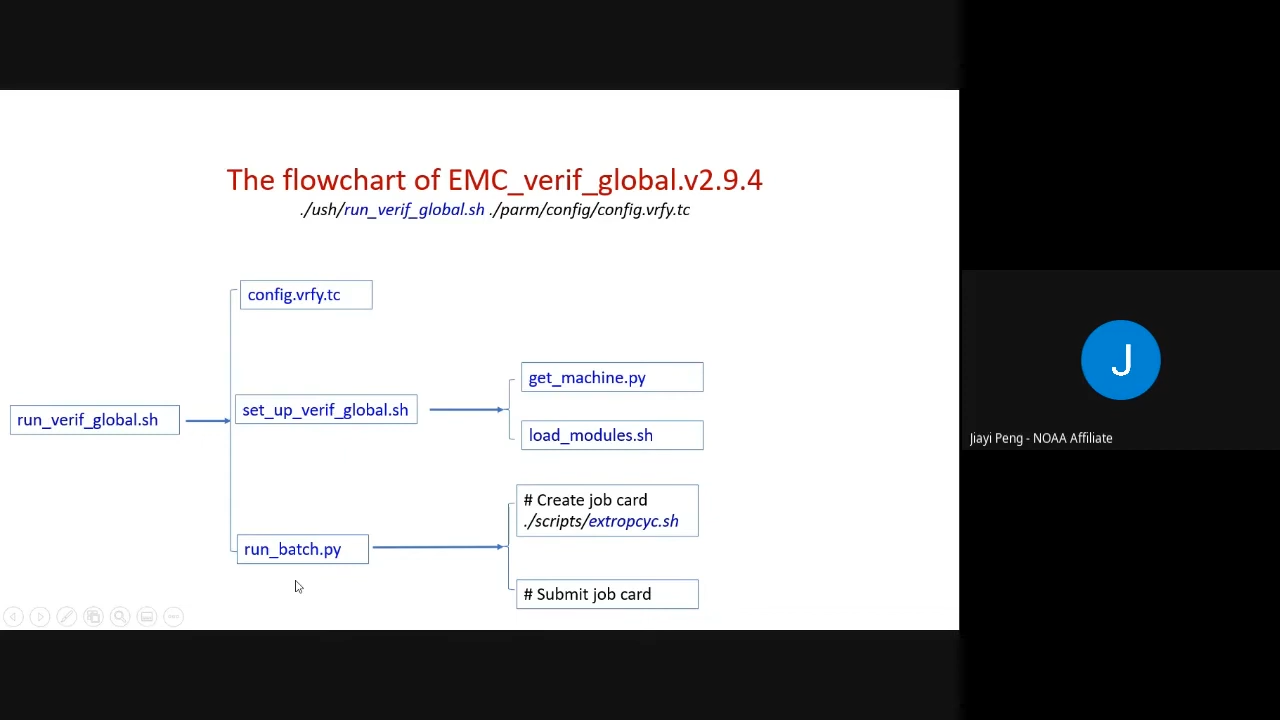 The flowchart of EMC_verif_global.v2.9.4
./ush/run_verif_global.sh ./parm/config/config.vrfy.tc
config.vrfy.tc
get_machine.py
set_up_verif_global.sh
run_verif_global.sh
load_modules.sh
# Create job card
./scripts/extropcyc.sh
run_batch.py
# Submit job card
J
Jiayi Peng - NOAA Affiliate